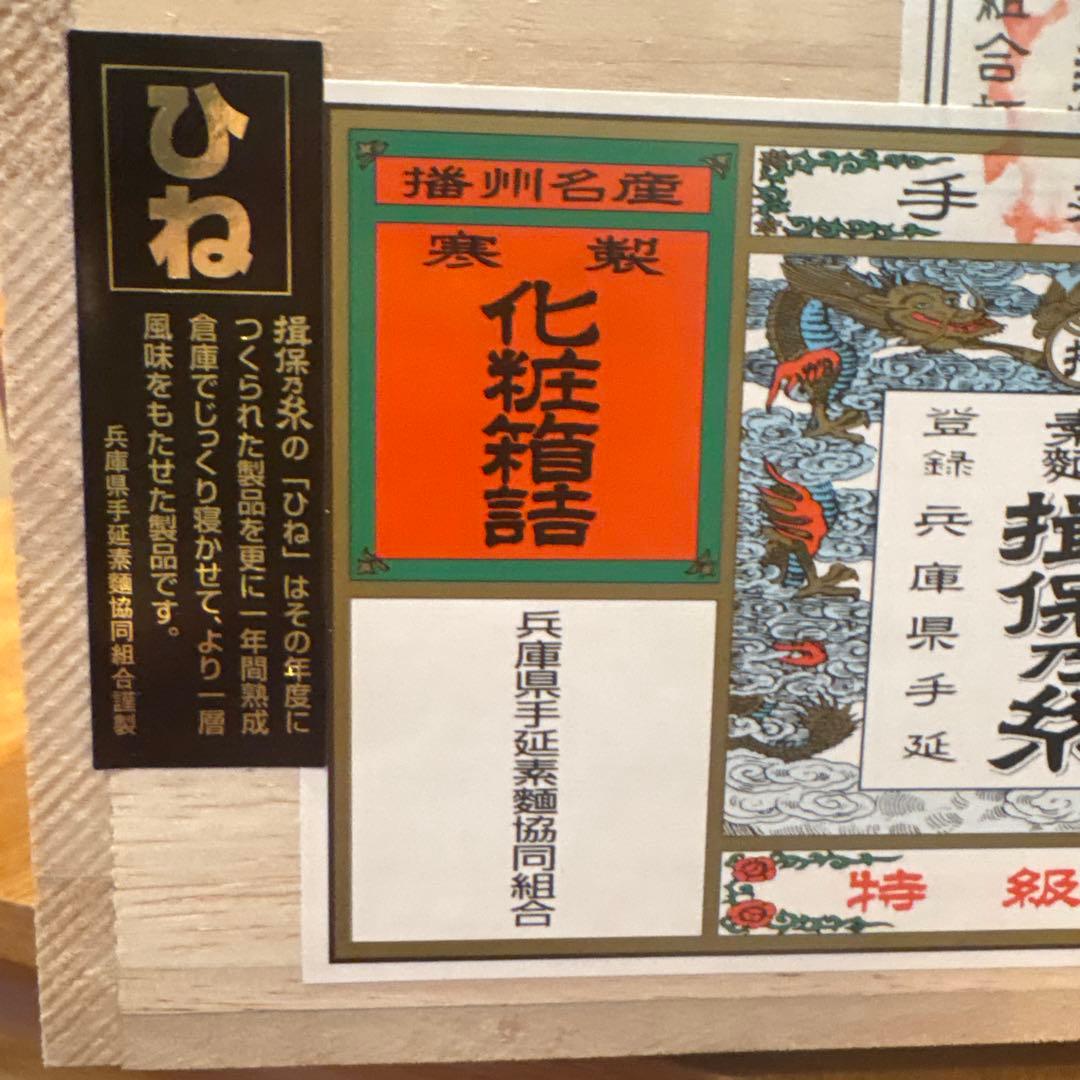 ひね
揖保乃糸の「ひね」はその年度に
つくられた製品を更に一年間熟成
倉庫でじっくり寝かせて、より一層
風味をもたせた製品です。
兵庫県手延素麵協同組合謹製
播州名産
寒製
化粧箱詰
兵庫県手延素麵協同組合
組合
手
素
揖保乃糸
登録兵庫県手延
特級